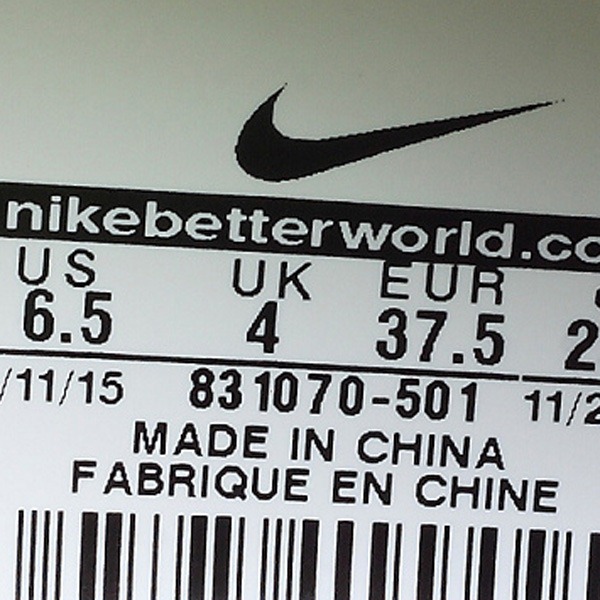 nikebetterworld.co
US UK EUR
6.5 4 37.5 2
/11/15 831070-501 11/2
MADE IN CHINA
FABRIQUE EN CHINE